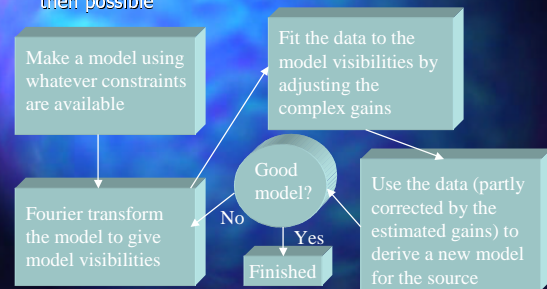 then possible
Make a model using
whatever constraints
are available
Fit the data to the
model visibilities by
adjusting the
complex gains
Good
model?
Fourier transform
the model to give
model visibilities
No
Yes
Finished
Use the data (partly
corrected by the
estimated gains) to
derive a new model
for the source